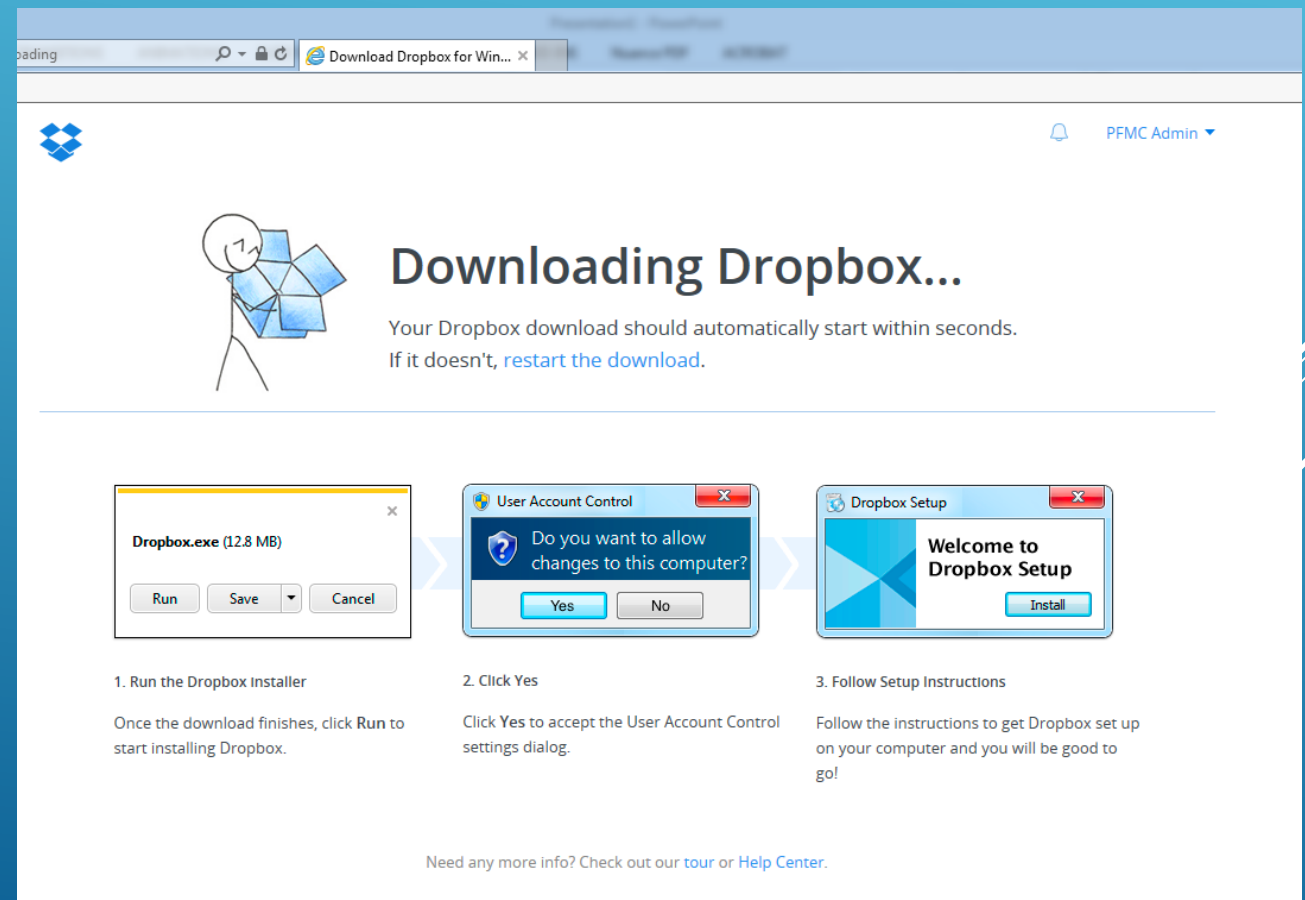 Presentation1 - PowerPoint
oading
Download Dropbox for Win...
Nuance PDF
ACROBAT
PFMC Admin
Downloading Dropbox...
Your Dropbox download should automatically start within seconds.
If it doesn't, restart the download.
Dropbox.exe (12.8 MB)
Run
Save
Cancel
User Account Control
Do you want to allow
changes to this computer?
Yes
No
Dropbox Setup
Welcome to
Dropbox Setup
Install
1. Run the Dropbox Installer
Once the download finishes, click Run to
start installing Dropbox.
2. Click Yes
Click Yes to accept the User Account Control
settings dialog.
3. Follow Setup Instructions
Follow the instructions to get Dropbox set up
on your computer and you will be good to
go!
Need any more info? Check out our tour or Help Center.